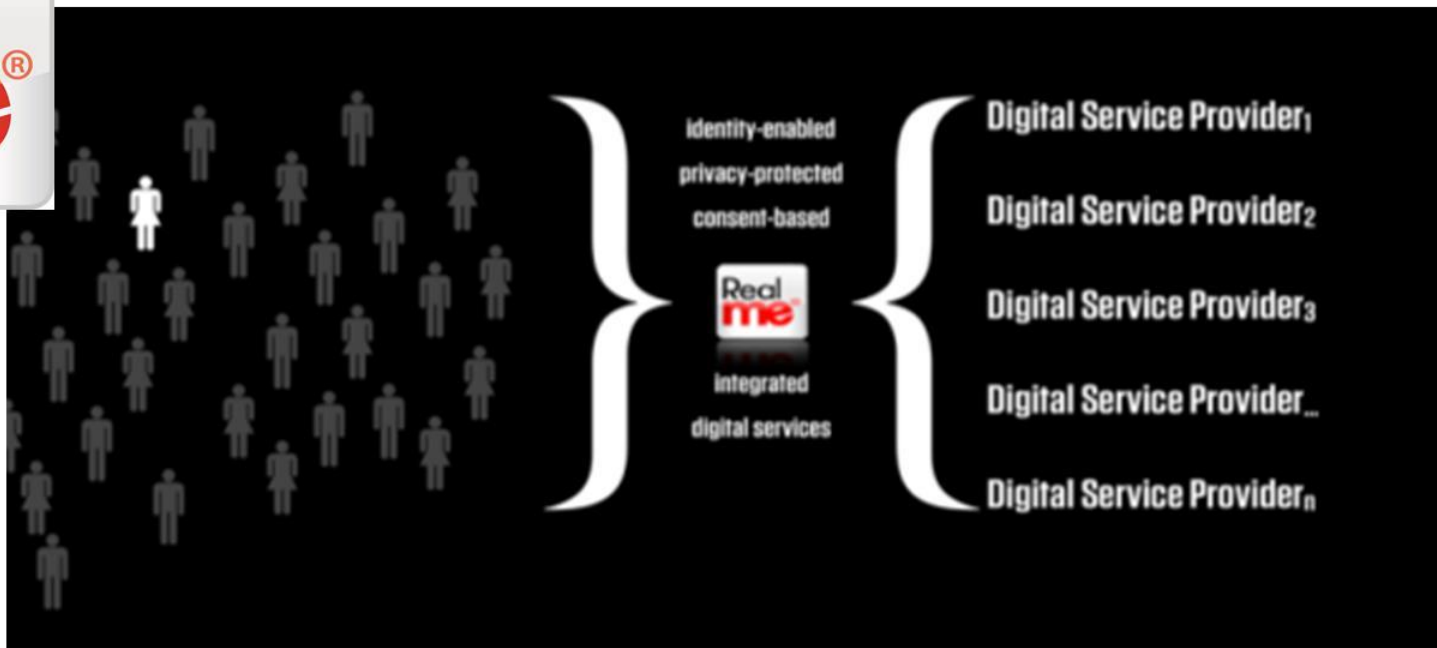 ®
identity-enabled
privacy-protected
consent-based
Real
me™
integrated
digital services
Digital Service Provider₁
Digital Service Provider₂
Digital Service Provider₃
Digital Service Provider...
Digital Service Providerₙ